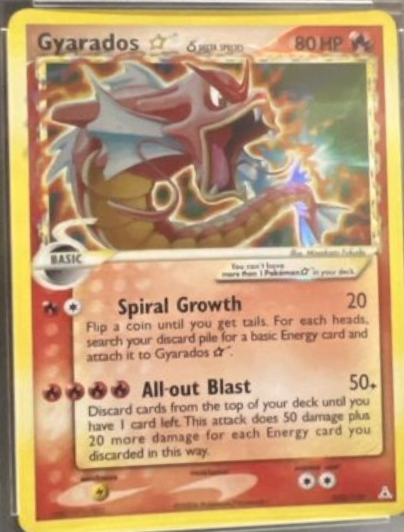 Gyarados ☆ δ DELTA SPECIES 80 HP
BASIC
You can't have
more than 1 Pokémon ☆ in your deck.
Spiral Growth 20
Flip a coin until you get tails. For each heads,
search your discard pile for a basic Energy card and
attach it to Gyarados ☆.
All-out Blast 50+
Discard cards from the top of your deck until you
have 1 card left. This attack does 50 damage plus
20 more damage for each Energy card you
discarded in this way.